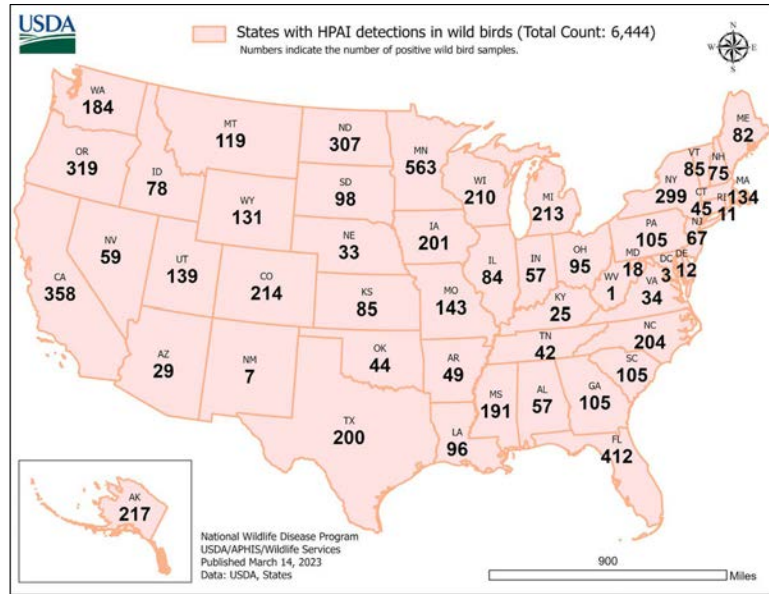 USDA
States with HPAI detections in wild birds (Total Count: 6,444)
Numbers indicate the number of positive wild bird samples.
N
W E
S
WA
184
OR
319
CA
358
NV
59
ID
78
MT
119
WY
131
UT
139
AZ
29
CO
214
NM
7
ND
307
SD
98
NE
33
KS
85
OK
44
TX
200
MN
563
IA
201
MO
143
AR
49
LA
96
WI
210
IL
84
MI
213
IN
57
OH
95
KY
25
TN
42
MS
191
AL
57
GA
105
FL
412
SC
105
NC
204
VA
34
WV
1
MD
18
DC
3
DE
12
PA
105
NJ
67
NY
299
CT
45
RI
11
MA
134
VT
85
NH
75
ME
82
AK
217
National Wildlife Disease Program
USDA/APHIS/Wildlife Services
Published March 14, 2023
Data: USDA, States
900
Miles